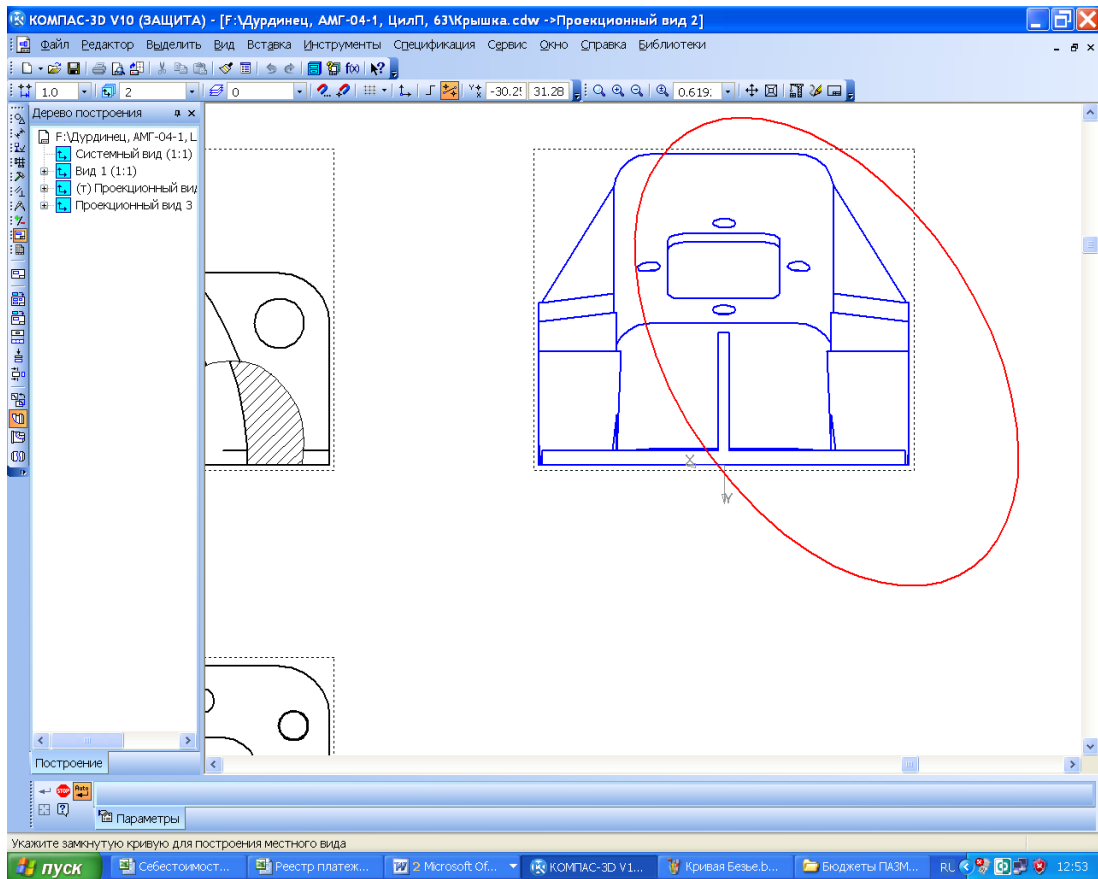 КОМПАС-3D V10 (ЗАЩИТА) - [F:\Дурдинец, АМГ-04-1, ЦилП, 63\Крышка.cdw ->Проекционный вид 2]
Файл Редактор Выделить Вид Вставка Инструменты Спецификация Сервис Окно Справка Библиотеки
1.0 2 0 -30.2 31.28 0.619
Дерево построения
F:\Дурдинец, АМГ-04-1, L
Системный вид (1:1)
Вид 1 (1:1)
(т) Проекционный вид
Проекционный вид 3
X
Y
Построение
STOP Auto
Параметры
Укажите замкнутую кривую для построения местного вида
пуск Себестоимост... Реестр платеж... 2 Microsoft Of... КОМПАС-3D V1... Кривая Безье.b... Бюджеты ПАЗМ... RL 12:53